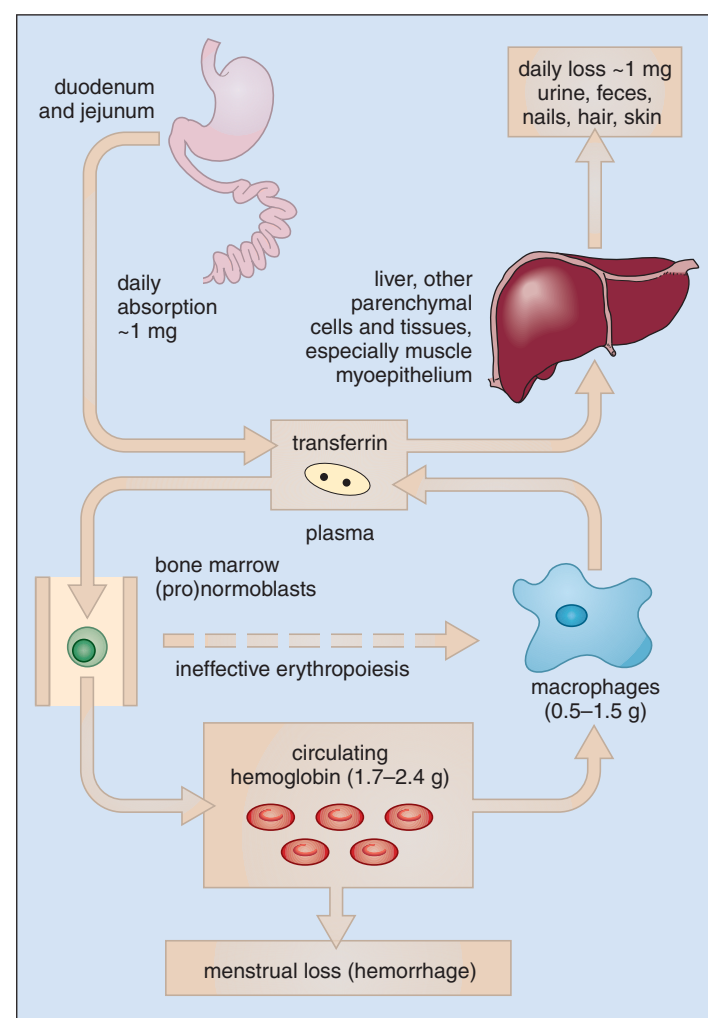 duodenum
and jejunum
daily loss ~1 mg
urine, feces,
nails, hair, skin
daily
absorption
~1 mg
liver, other
parenchymal
cells and tissues,
especially muscle
myoepithelium
transferrin
plasma
bone marrow
(pro)normoblasts
ineffective erythropoiesis
macrophages
(0.5–1.5 g)
circulating
hemoglobin (1.7–2.4 g)
menstrual loss (hemorrhage)